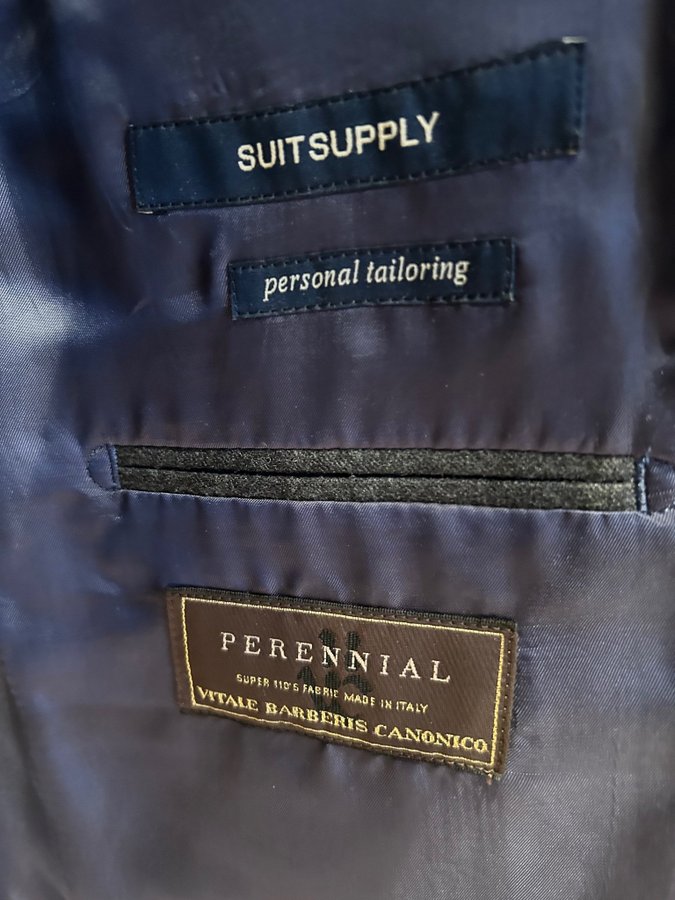 SUITSUPPLY
personal tailoring
PERENNIAL
SUPER 110'S FABRIC MADE IN ITALY
VITALE BARBERIS CANONICO